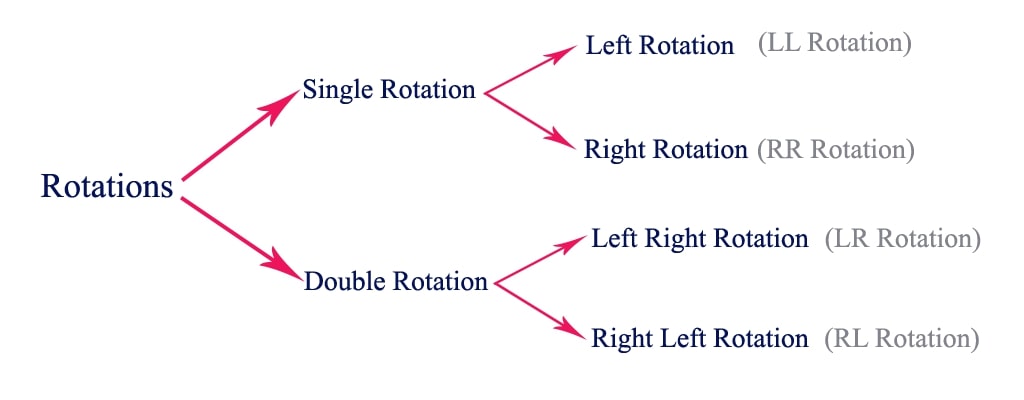 Left Rotation (LL Rotation)
Single Rotation
Right Rotation (RR Rotation)
Rotations
Left Right Rotation (LR Rotation)
Double Rotation
Right Left Rotation (RL Rotation)